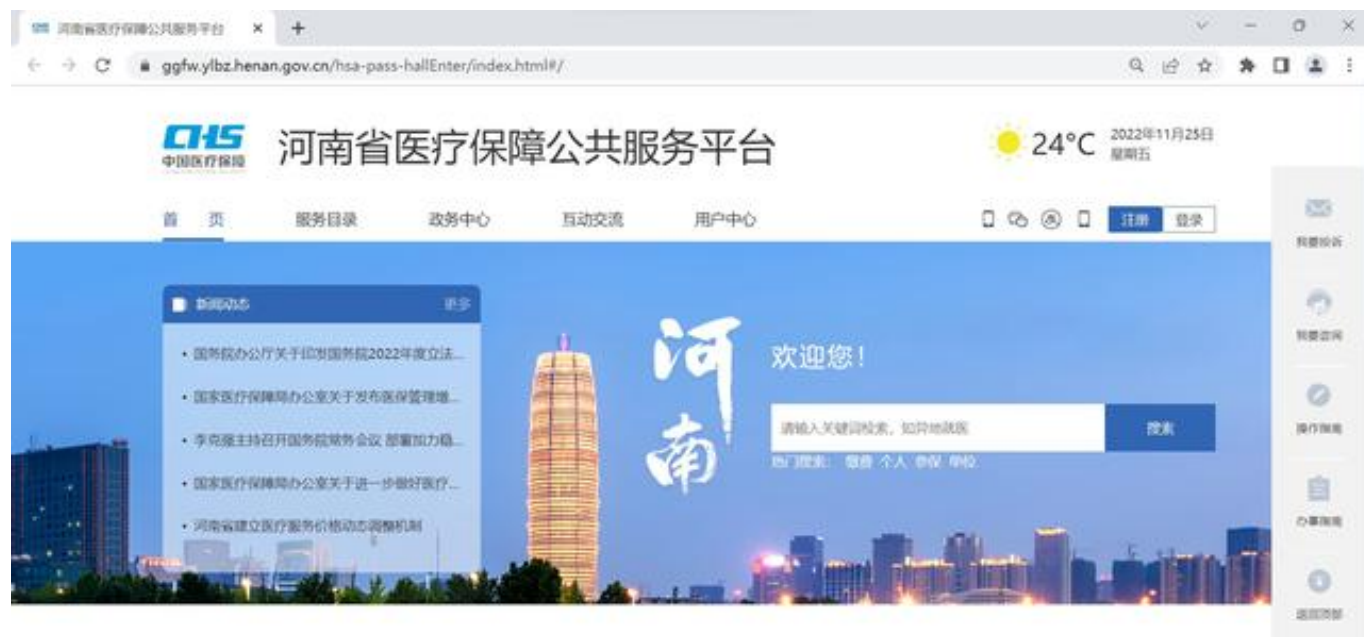 河南省医疗保障公共服务平台
ggfw.ylbz.henan.gov.cn/hsa-pass-hallEnter/index.html#/
CHS
中国医疗保障
河南省医疗保障公共服务平台
24°C
2022年11月25日
星期五
首 页 服务目录 政务中心 互动交流 用户中心 注册 登录
我要投诉
新闻动态 更多
我要咨询
• 国务院办公厅关于印发国务院2022年度立法...
河南
欢迎您!
• 国家医疗保障局办公室关于发布医保管理增...
请输入关键词检索，如异地就医 搜索
操作指南
• 李克强主持召开国务院常务会议 部署加力稳...
热门搜索： 缴费 个人 参保 单位
• 国家医疗保障局办公室关于进一步做好医疗...
办事指南
• 河南省建立医疗服务价格动态调整机制
返回顶部